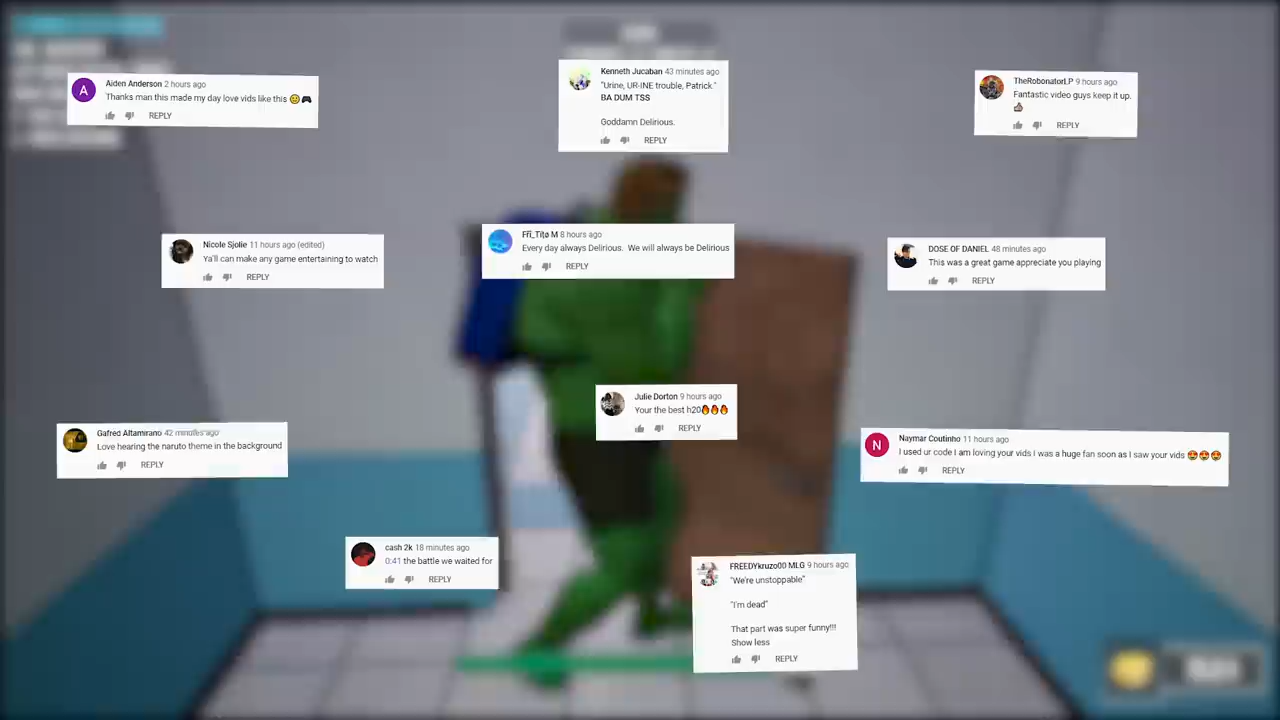 Aiden Anderson 2 hours ago
Thanks man this made my day love vids like this 😊🎮
REPLY
Kenneth Jucaban 43 minutes ago
"Urine, UR-INE trouble, Patrick."
BA DUM TSS
Goddamn Delirious.
REPLY
TheRobonatorLP 9 hours ago
Fantastic video guys keep it up.
👍
REPLY
Nicole Sjolie 11 hours ago (edited)
Ya'll can make any game entertaining to watch
REPLY
8 hours ago
Every day always Delirious. We will always be Delirious
REPLY
DOSE OF DANIEL 48 minutes ago
This was a great game appreciate you playing
REPLY
Julie Dorton 9 hours ago
Your the best h20🔥🔥🔥
REPLY
Gafred Altamirano 42 minutes ago
Love hearing the naruto theme in the background
REPLY
N
Naymar Coutinho 11 hours ago
I used ur code I am loving your vids I was a huge fan soon as I saw your vids 😍😍😍
REPLY
cash 2k 18 minutes ago
0:41 the battle we waited for
REPLY
FREEDYkruzo00 MLG 9 hours ago
"We're unstoppable"
"I'm dead"
That part was super funny!!!
Show less
REPLY